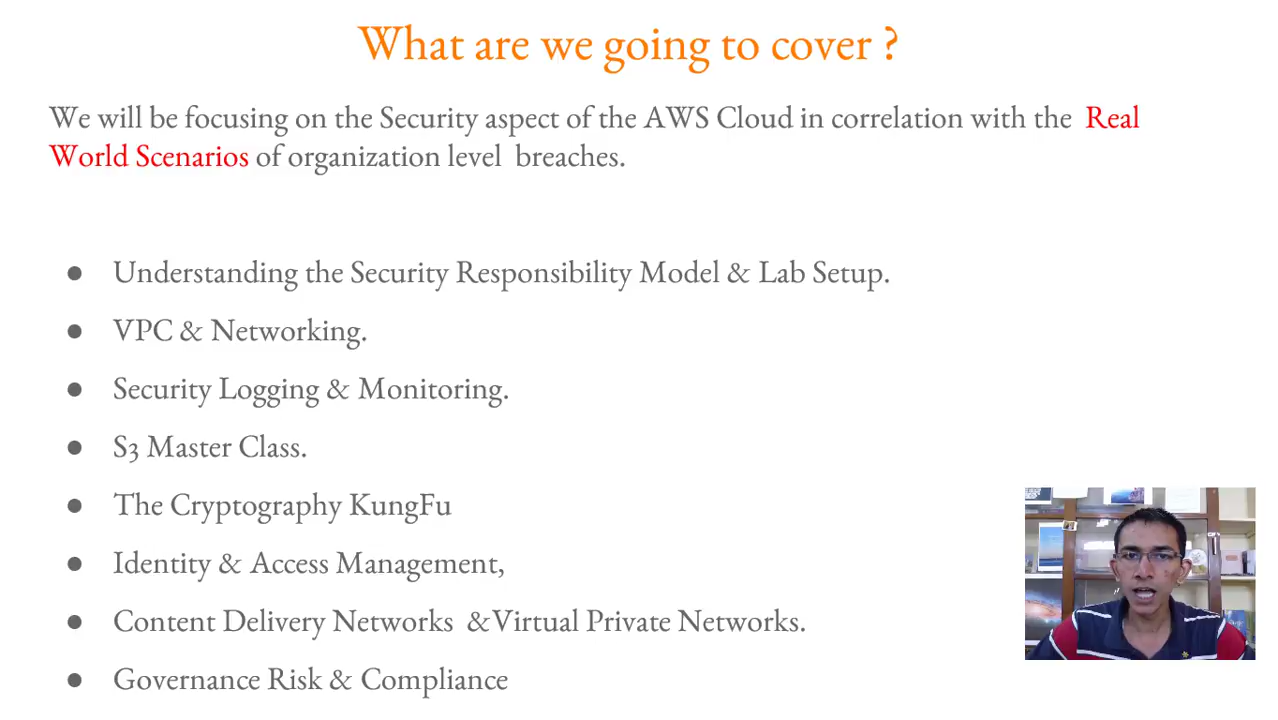 What are we going to cover ?
We will be focusing on the Security aspect of the AWS Cloud in correlation with the Real
World Scenarios of organization level breaches.
● Understanding the Security Responsibility Model & Lab Setup.
● VPC & Networking.
● Security Logging & Monitoring.
● S3 Master Class.
● The Cryptography KungFu
● Identity & Access Management,
● Content Delivery Networks &Virtual Private Networks.
● Governance Risk & Compliance